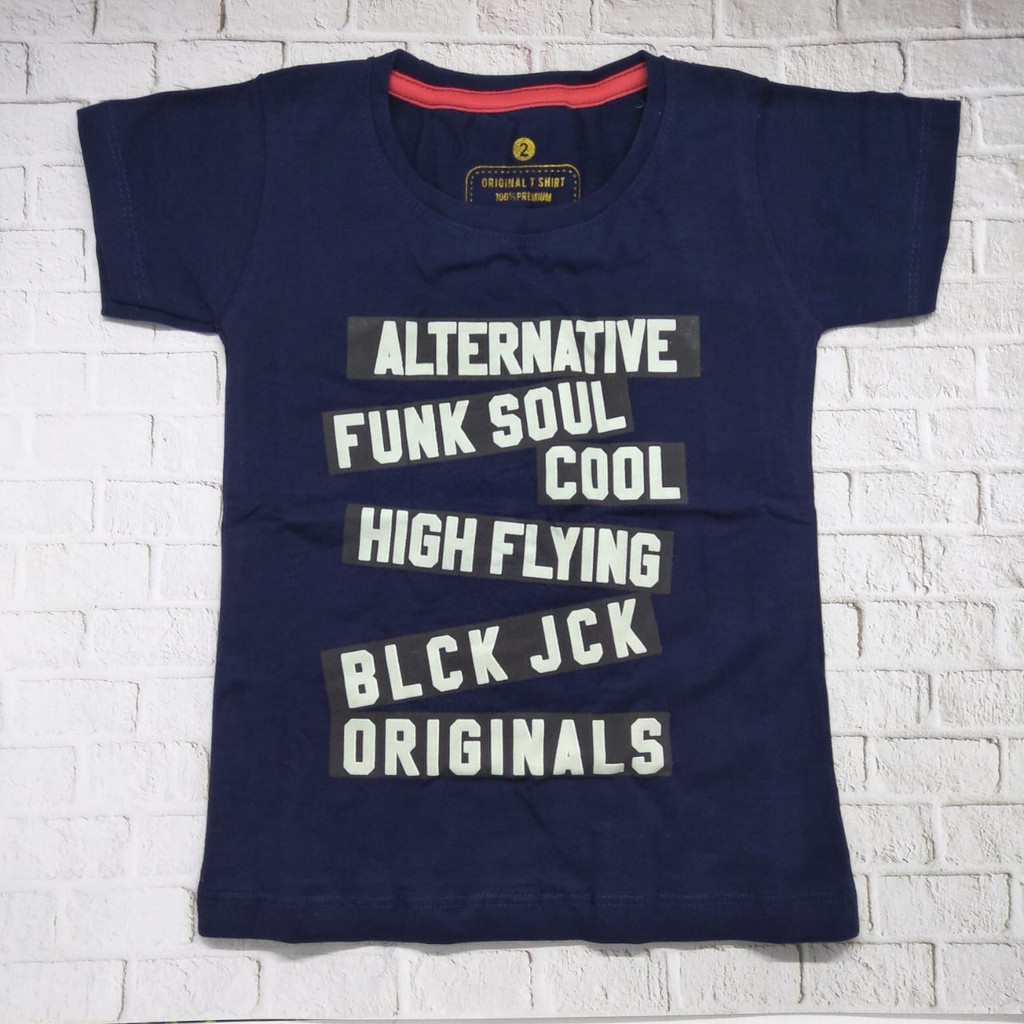 2
ORIGINAL T SHIRT
100% PREMIUM
ALTERNATIVE
FUNK SOUL
COOL
HIGH FLYING
BLCK JCK
ORIGINALS